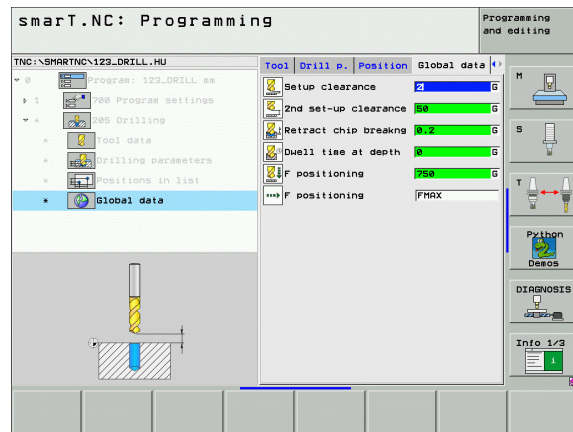 smarT.NC: Programming
Programming
and editing
TNC:\SMARTNC\123_DRILL.HU
Tool Drill p. Position Global data
0 Program: 123_DRILL mm
1 700 Program settings
+ 205 Drilling
* Tool data
* Drilling parameters
* Positions in list
* Global data
Setup clearance 2 G
2nd set-up clearance 50 G
Retract chip breakng 0.2 G
Dwell time at depth 0 G
F positioning 750 G
F positioning FMAX
M
S
T
Python
Demos
DIAGNOSIS
Info 1/3
i